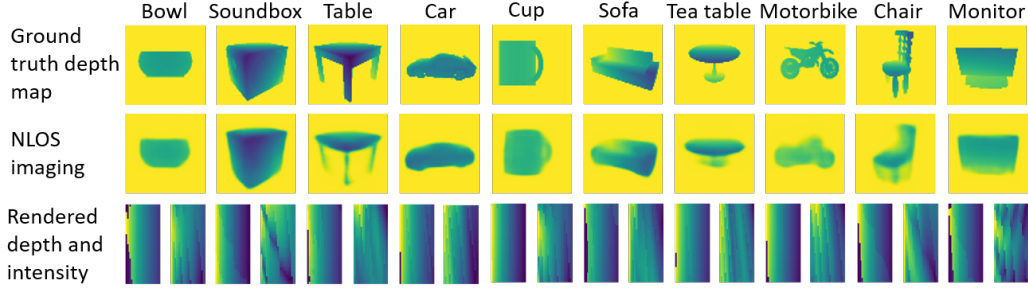 Bowl Soundbox Table Car Cup Sofa Tea table Motorbike Chair Monitor
Ground
truth depth
map
NLOS
imaging
Rendered
depth and
intensity